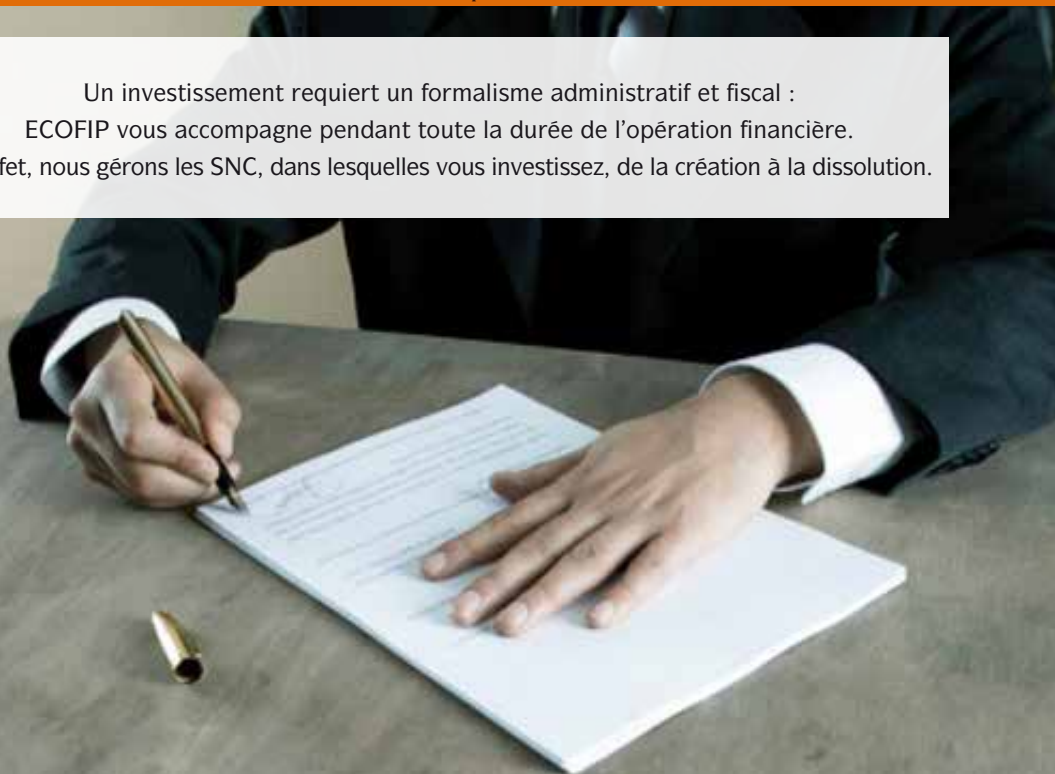 Un investissement requiert un formalisme administratif et fiscal :
ECOFIP vous accompagne pendant toute la durée de l’opération financière.
fet, nous gérons les SNC, dans lesquelles vous investissez, de la création à la dissolution.